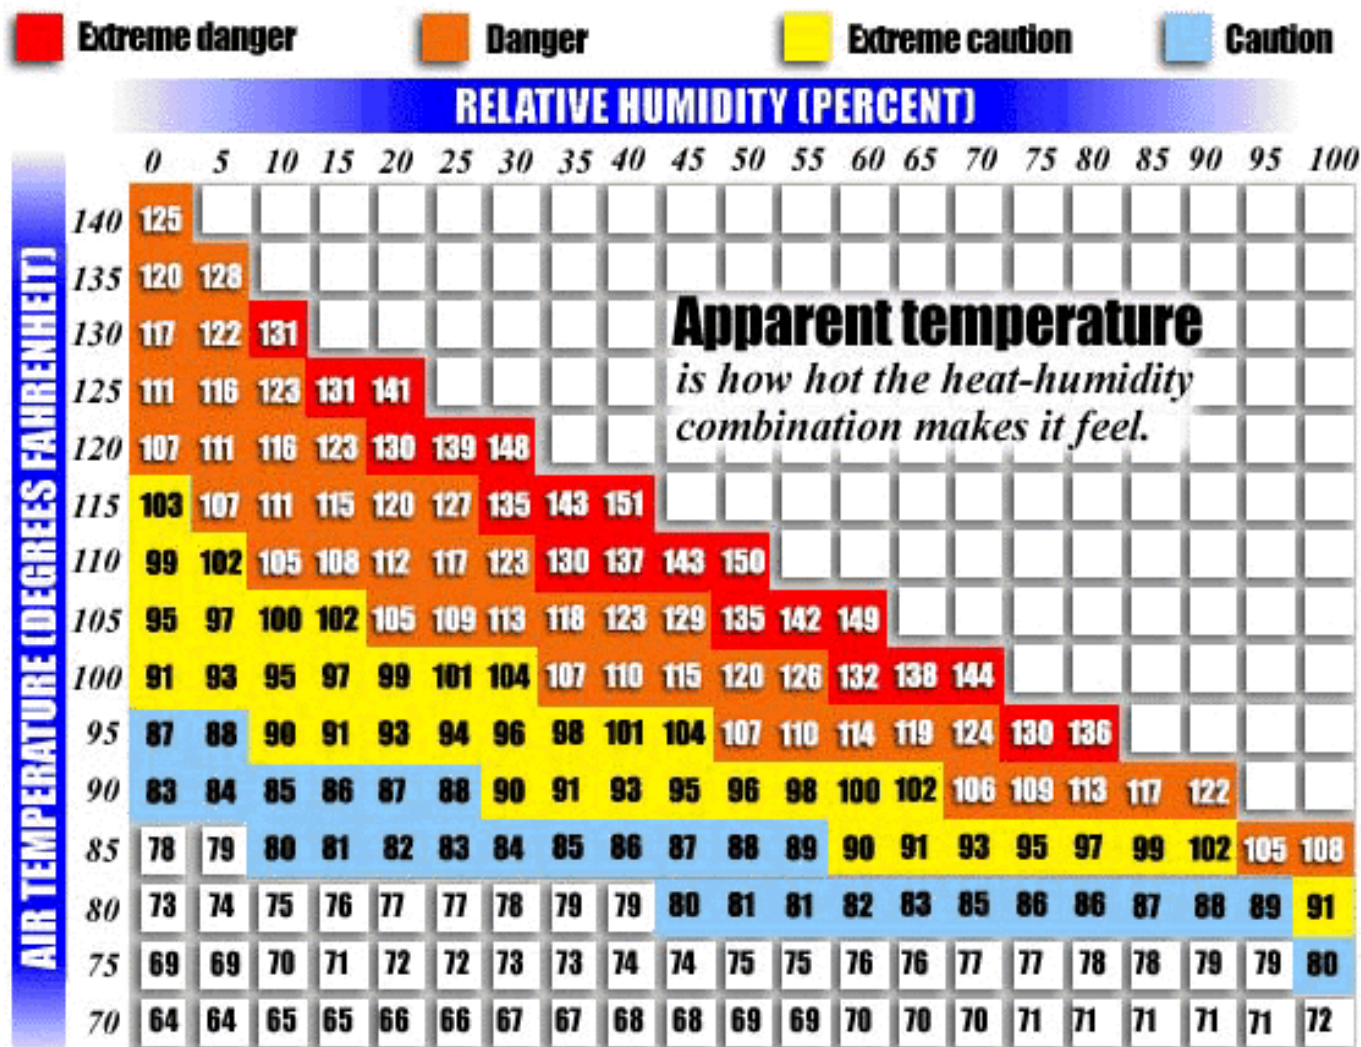 Extreme danger Danger Extreme caution Caution
RELATIVE HUMIDITY (PERCENT)
0 5 10 15 20 25 30 35 40 45 50 55 60 65 70 75 80 85 90 95 100
AIR TEMPERATURE (DEGREES FAHRENHEIT)
140 125
135 120 128
130 117 122 131
Apparent temperature
is how hot the heat-humidity
combination makes it feel.
125 111 116 123 131 141
120 107 111 116 123 130 139 148
115 103 107 111 115 120 127 135 143 151
110 99 102 105 108 112 117 123 130 137 143 150
105 95 97 100 102 105 109 113 118 123 129 135 142 149
100 91 93 95 97 99 101 104 107 110 115 120 126 132 138 144
95 87 88 90 91 93 94 96 98 101 104 107 110 114 119 124 130 136
90 83 84 85 86 87 88 90 91 93 95 96 98 100 102 106 109 113 117 122
85 78 79 80 81 82 83 84 85 86 87 88 89 90 91 93 95 97 99 102 105 108
80 73 74 75 76 77 77 78 79 79 80 81 81 82 83 85 86 86 87 88 89 91
75 69 69 70 71 72 72 73 73 74 74 75 75 76 76 77 77 78 78 79 79 80
70 64 64 65 65 66 66 67 67 68 68 69 69 70 70 70 71 71 71 71 71 72